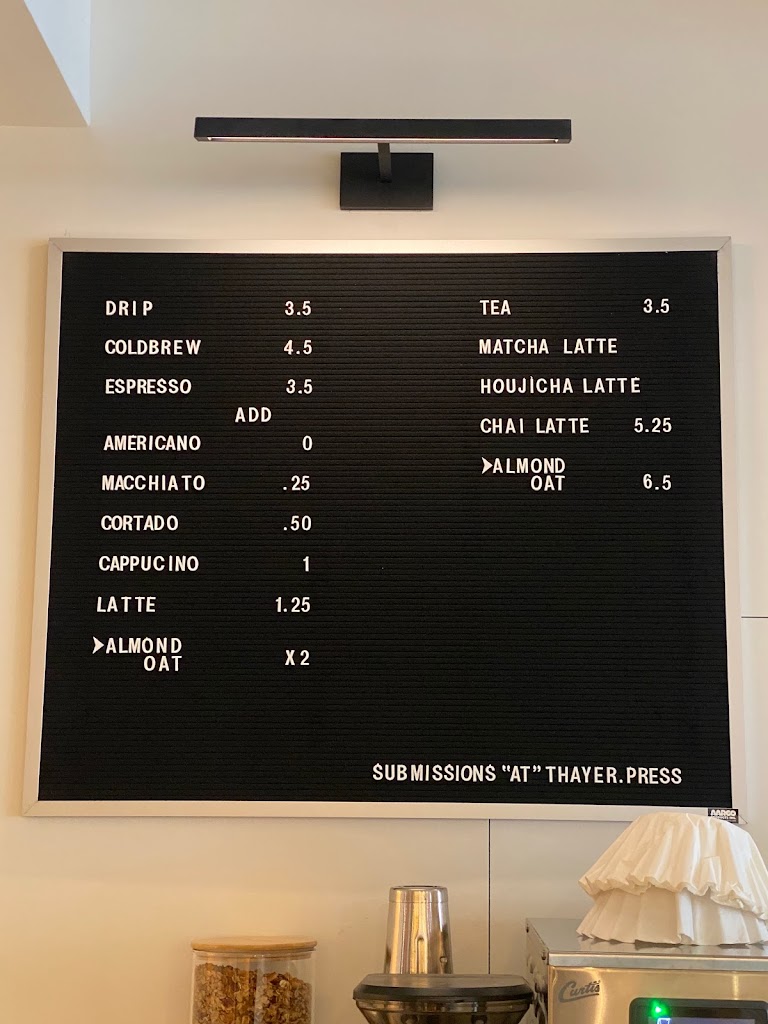 DRIP 3.5
COLDBREW 4.5
ESPRESSO 3.5
ADD
AMERICANO 0
MACCHIATO .25
CORTADO .50
CAPPUCINO 1
LATTE 1.25
➤ALMOND
OAT X2
TEA 3.5
MATCHA LATTE
HOUJÌCHA LATTE
CHAI LATTE 5.25
➤ALMOND
OAT 6.5
SUBMISSIONS "AT" THAYER.PRESS
Curtis